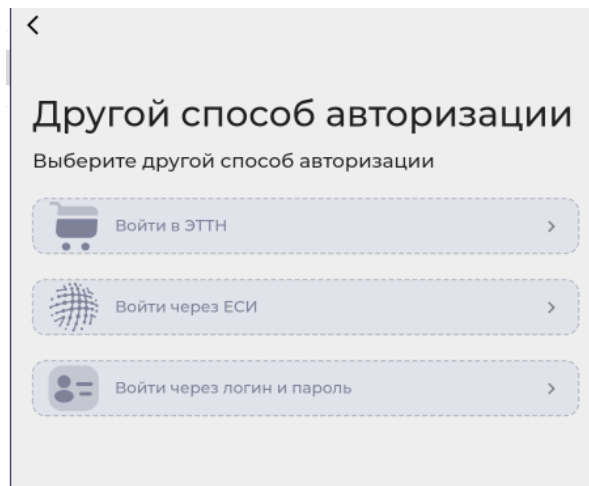 Другой способ авторизации
Выберите другой способ авторизации
Войти в ЭТТН
Войти через ЕСИ
Войти через логин и пароль